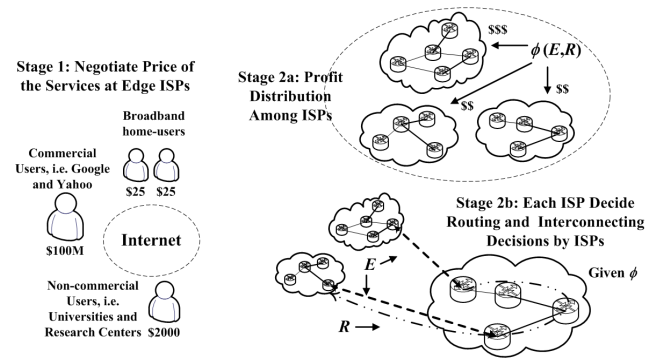 Stage 1: Negotiate Price of
the Services at Edge ISPs
Broadband
home-users
Commercial
Users, i.e. Google
and Yahoo
$25 $25
$100M
Internet
Non-commercial
Users, i.e.
Universities and
Research Centers $2000
Stage 2a: Profit
Distribution
Among ISPs
$$$
ϕ(E,R)
$$
$$
Stage 2b: Each ISP Decide
Routing and Interconnecting
Decisions by ISPs
E
Given ϕ
R